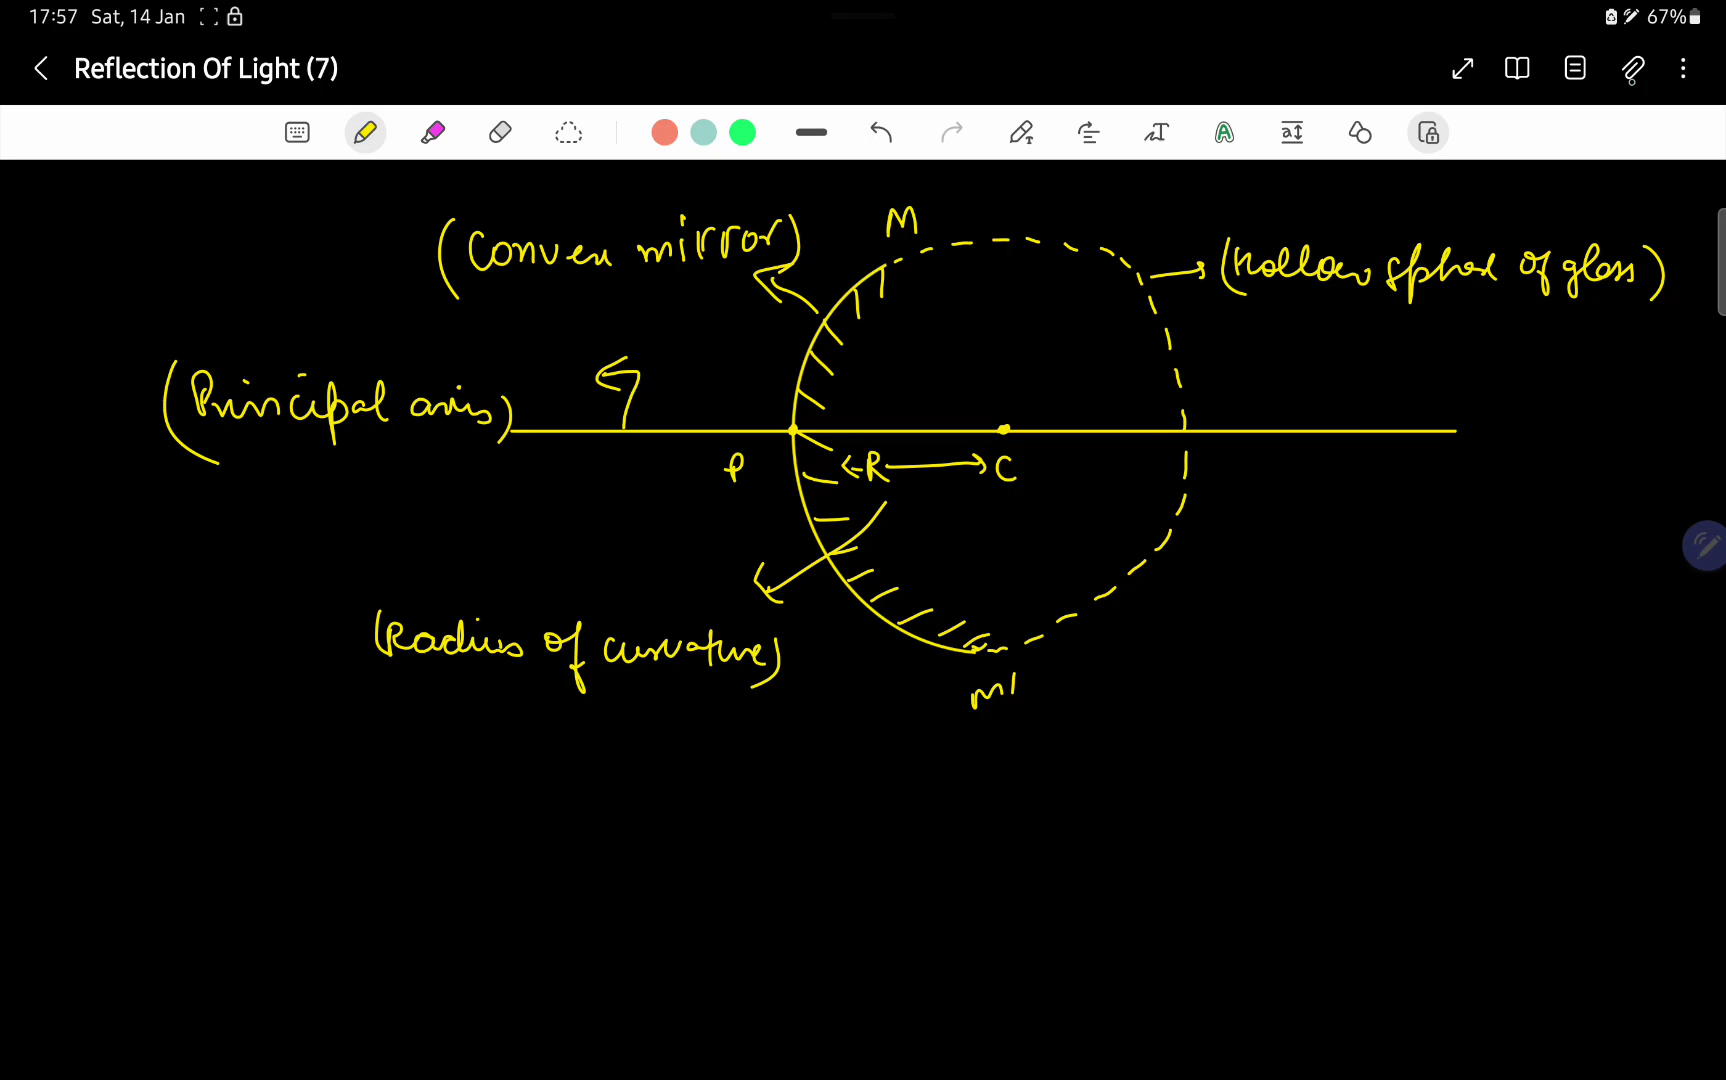 17:57 Sat, 14 Jan
67%
Reflection Of Light (7)
M
(Convex mirror)
(Hollow sphere of glass)
(Principal axis)
P
R
C
(Radius of curvature)
M'